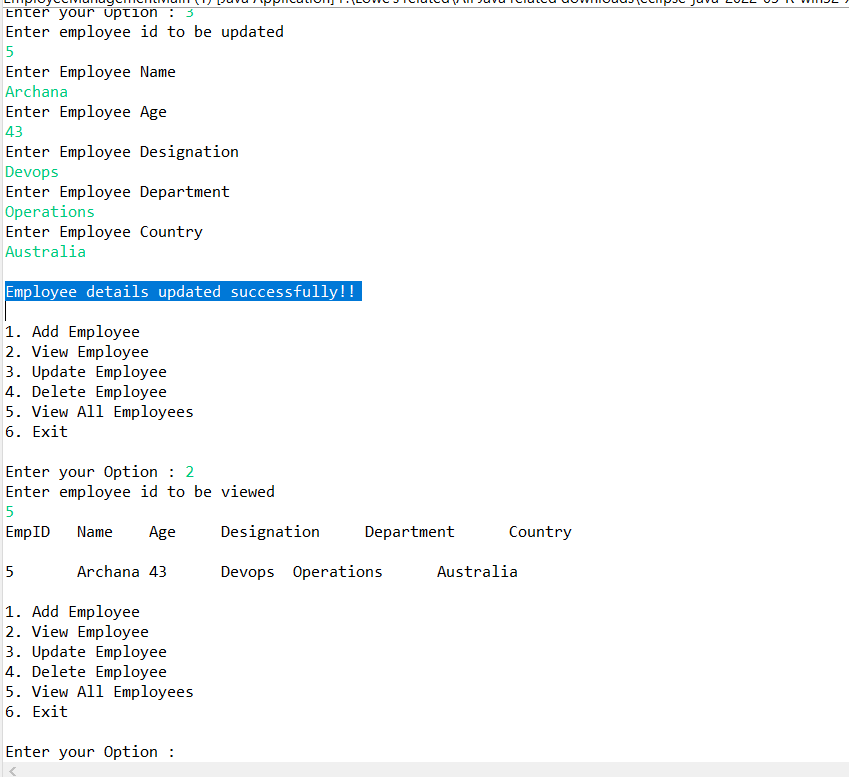 Enter your Option : 3
Enter employee id to be updated
5
Enter Employee Name
Archana
Enter Employee Age
43
Enter Employee Designation
Devops
Enter Employee Department
Operations
Enter Employee Country
Australia
Employee details updated successfully!!
1. Add Employee
2. View Employee
3. Update Employee
4. Delete Employee
5. View All Employees
6. Exit
Enter your Option : 2
Enter employee id to be viewed
5
EmpID Name Age Designation Department Country
5 Archana 43 Devops Operations Australia
1. Add Employee
2. View Employee
3. Update Employee
4. Delete Employee
5. View All Employees
6. Exit
Enter your Option :